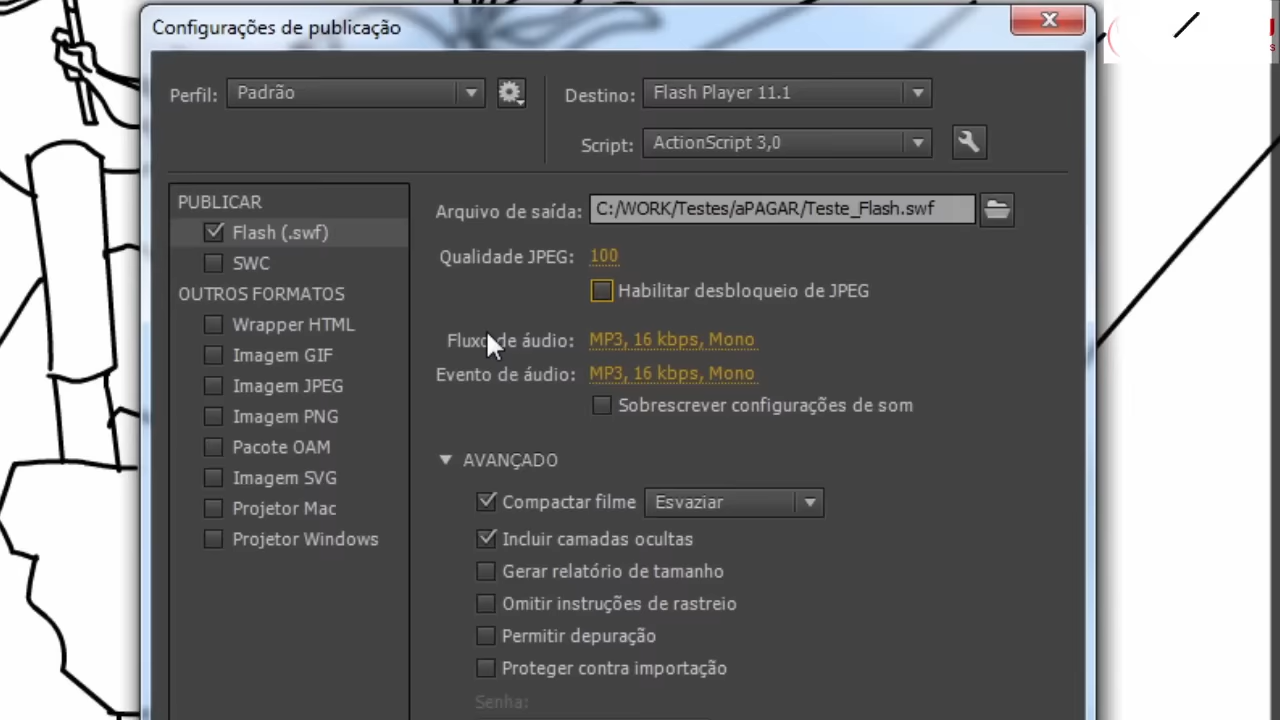 Configurações de publicação
Perfil: Padrão
Destino: Flash Player 11.1
Script: ActionScript 3,0
PUBLICAR
Flash (.swf)
SWC
OUTROS FORMATOS
Wrapper HTML
Imagem GIF
Imagem JPEG
Imagem PNG
Pacote OAM
Imagem SVG
Projetor Mac
Projetor Windows
Arquivo de saída: C:/WORK/Testes/aPAGAR/Teste_Flash.swf
Qualidade JPEG: 100
Habilitar desbloqueio de JPEG
Fluxo de áudio: MP3, 16 kbps, Mono
Evento de áudio: MP3, 16 kbps, Mono
Sobrescrever configurações de som
AVANÇADO
Compactar filme Esvaziar
Incluir camadas ocultas
Gerar relatório de tamanho
Omitir instruções de rastreio
Permitir depuração
Proteger contra importação
Senha: